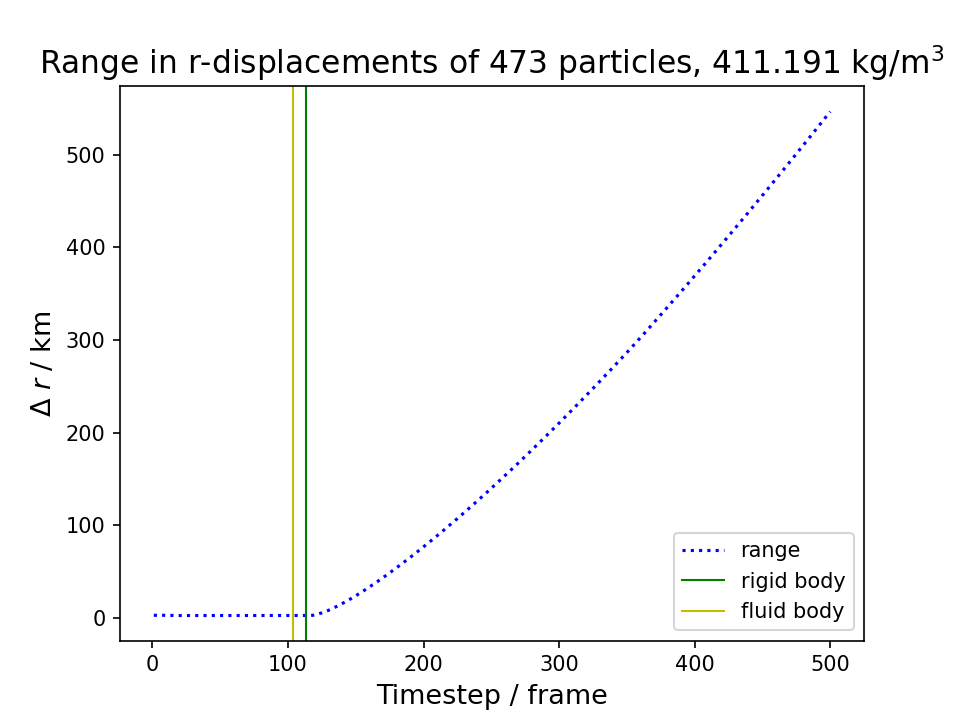 Range in r-displacements of 473 particles, 411.191 kg/m³
500
400
300
200
100
0
Δ r / km
range
rigid body
fluid body
0 100 200 300 400 500
Timestep / frame